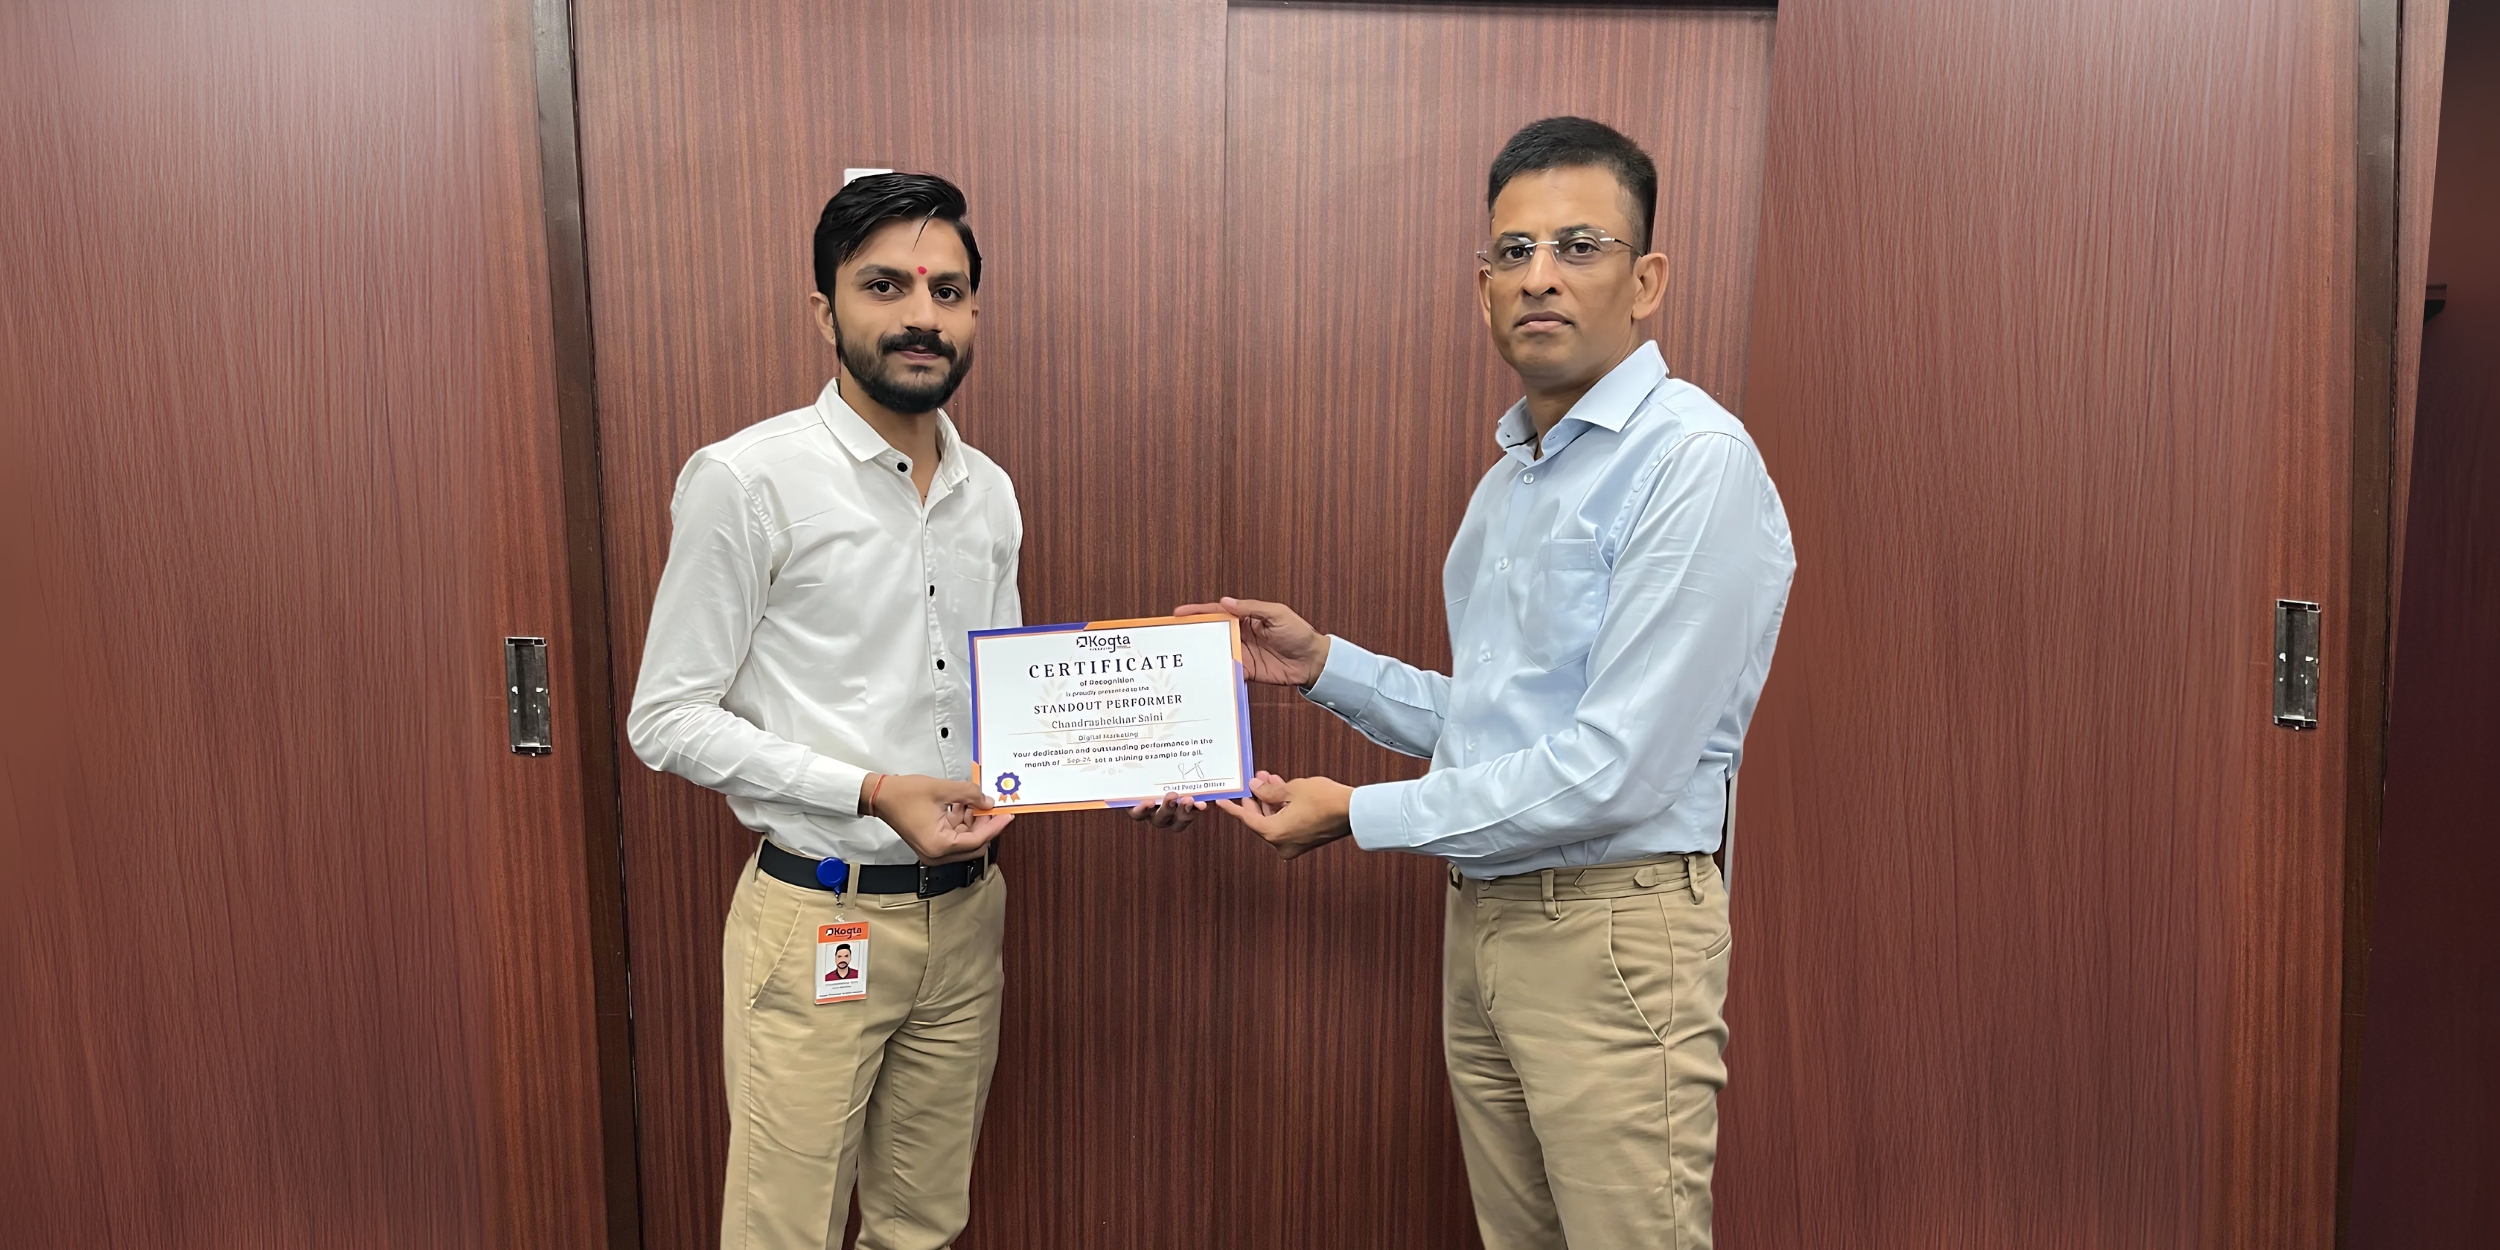 Kogta
CERTIFICATE
of Recognition
is proudly presented to the
STANDOUT PERFORMER
Chandrashekhar Saini
Digital Marketing
Your dedication and outstanding performance in the
month of Sep-24 set a shining example for all.
Chief People Officer
Kogta